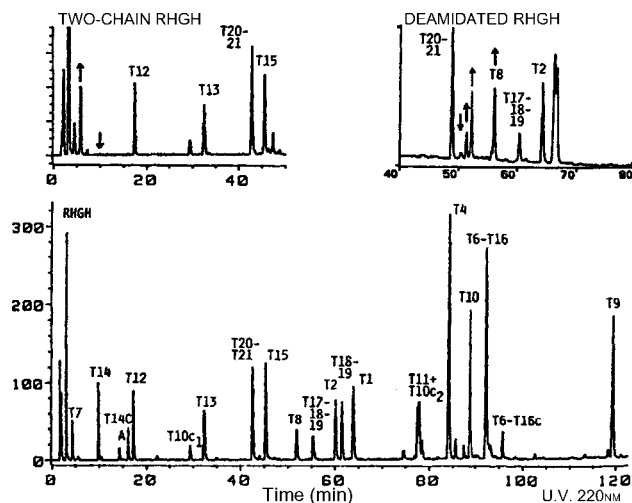 TWO-CHAIN RHGH
T12
T13
T20-
21
T15
0
20
40
DEAMIDATED RHGH
T20-
21
T8
T17-
18-
19
T2
40
50
60
70
80
RHGH
300
200
100
0
T7
T14
T14C
A
T12
T10c1
T13
T20-
T21
T15
T8
T17-
18-
19
T2
T18-
19
T1
T11+
T10c2
T4
T10
T6-T16
T6-T16c
T9
0
20
40
60
80
100
120
Time (min)
U.V. 220NM